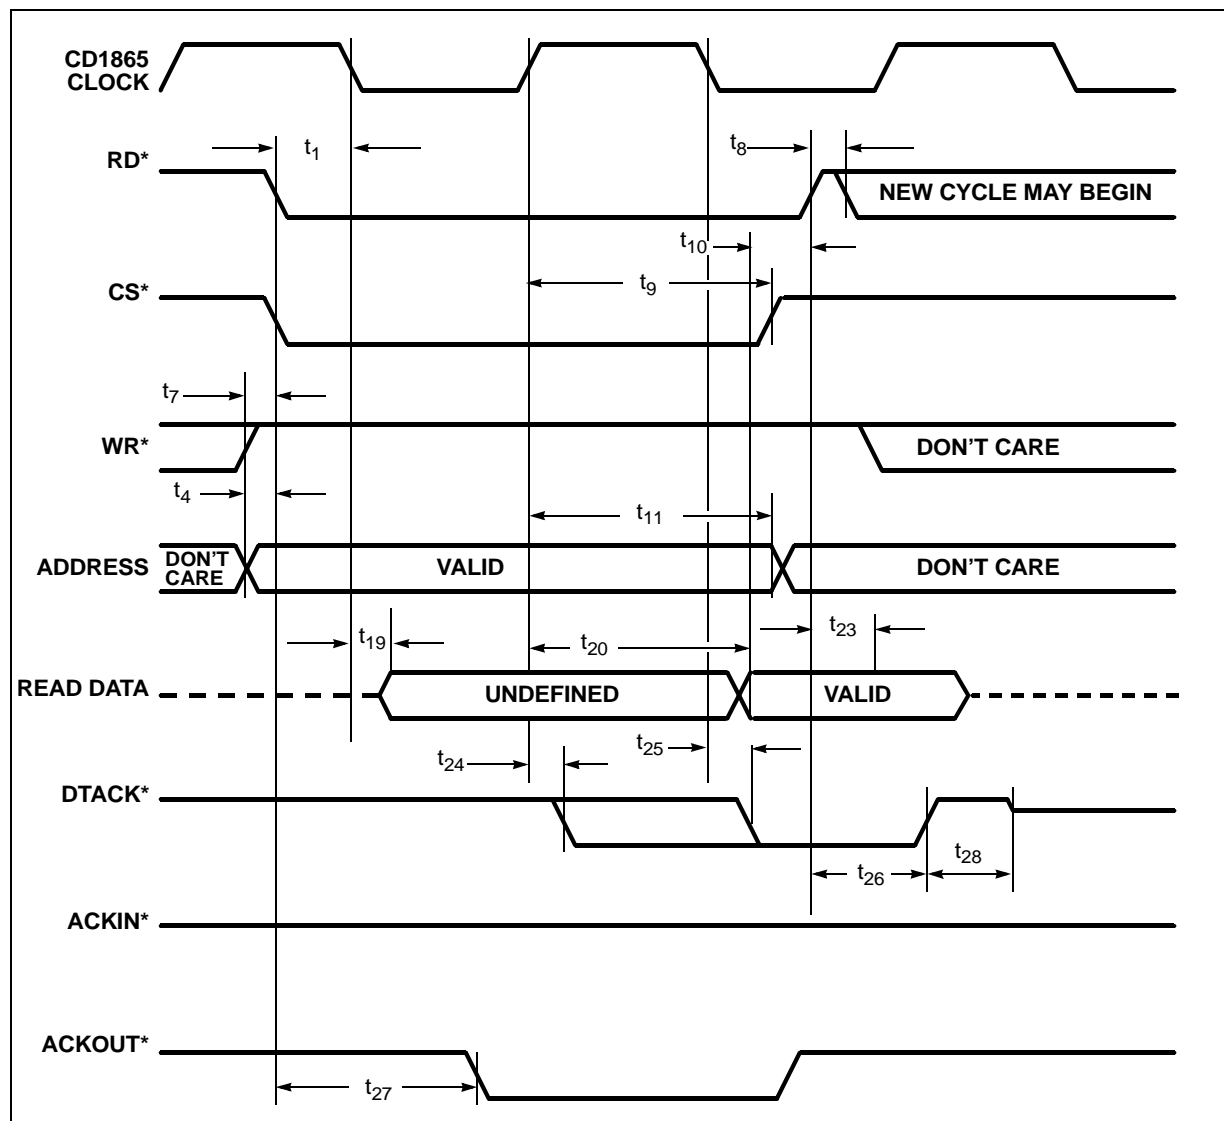 CD1865
CLOCK
t8
RD*
t1
NEW CYCLE MAY BEGIN
t10
CS*
t9
t7
WR*
DON'T CARE
t4
t11
ADDRESS
DON'T
CARE
VALID
DON'T CARE
t19
t20
t23
READ DATA
UNDEFINED
VALID
t24
t25
DTACK*
t26
t28
ACKIN*
ACKOUT*
t27